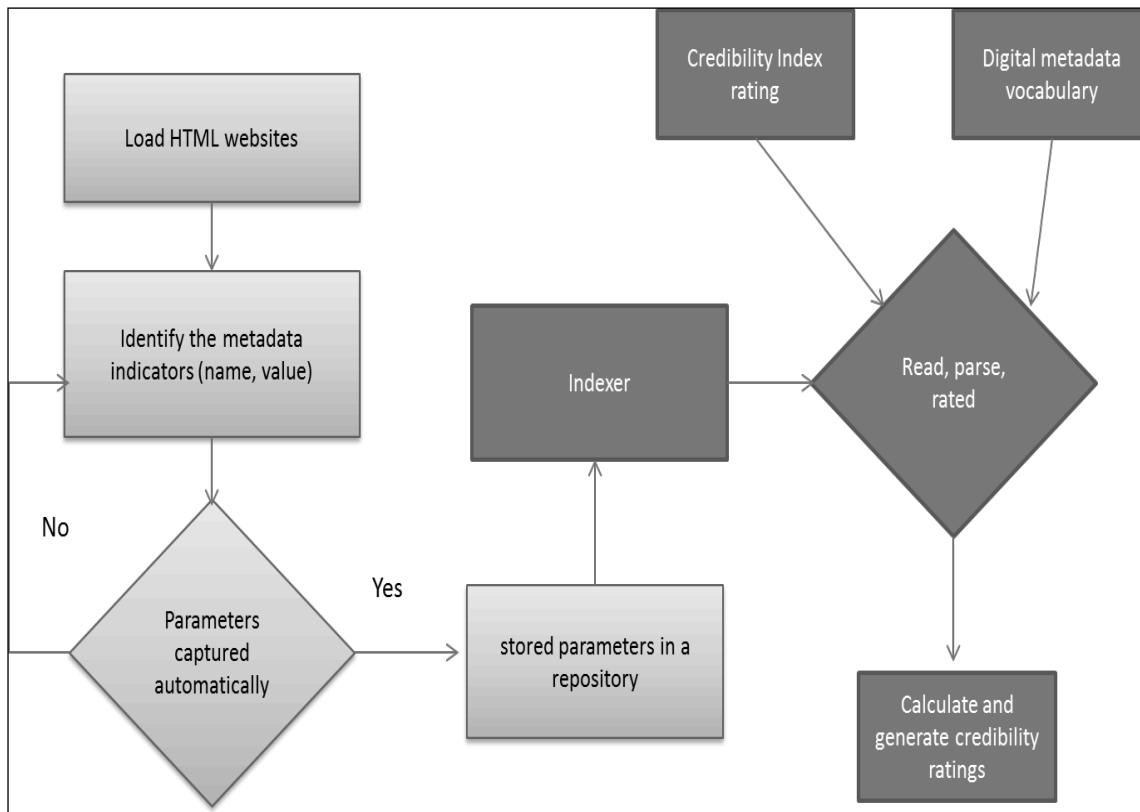 Load HTML websites
Identify the metadata
indicators (name, value)
No
Parameters
captured
automatically
Yes
stored parameters in a
repository
Indexer
Credibility Index
rating
Digital metadata
vocabulary
Read, parse,
rated
Calculate and
generate credibility
ratings